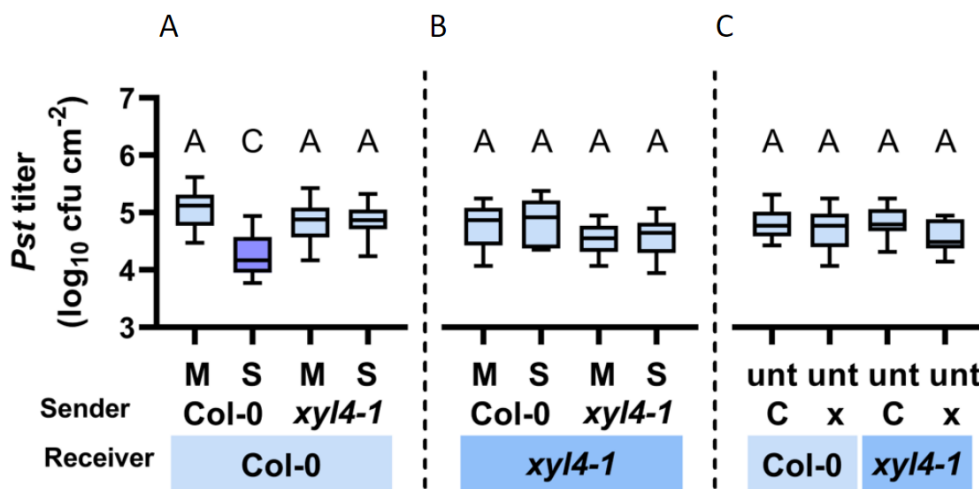 A B C
Pst titer
(log10 cfu cm-2)
7
6
5
4
3
A C A A A A A A A A A A
M S M S M S M S unt unt unt unt
Sender Col-0 xyl4-1 Col-0 xyl4-1 C x C x
Receiver Col-0 xyl4-1 Col-0 xyl4-1